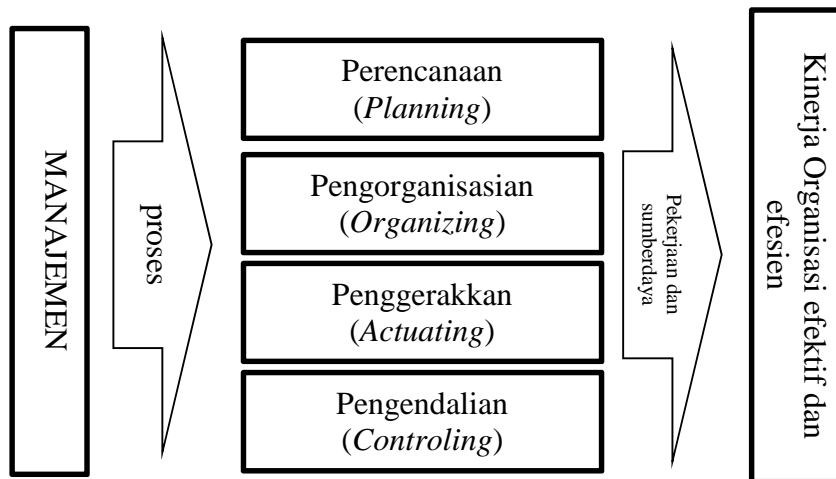 MANAJEMEN
proses
Perencanaan
(Planning)
Pengorganisasian
(Organizing)
Penggerakkan
(Actuating)
Pengendalian
(Controling)
Pekerjaan dan
sumberdaya
Kinerja Organisasi efektif dan
efesien